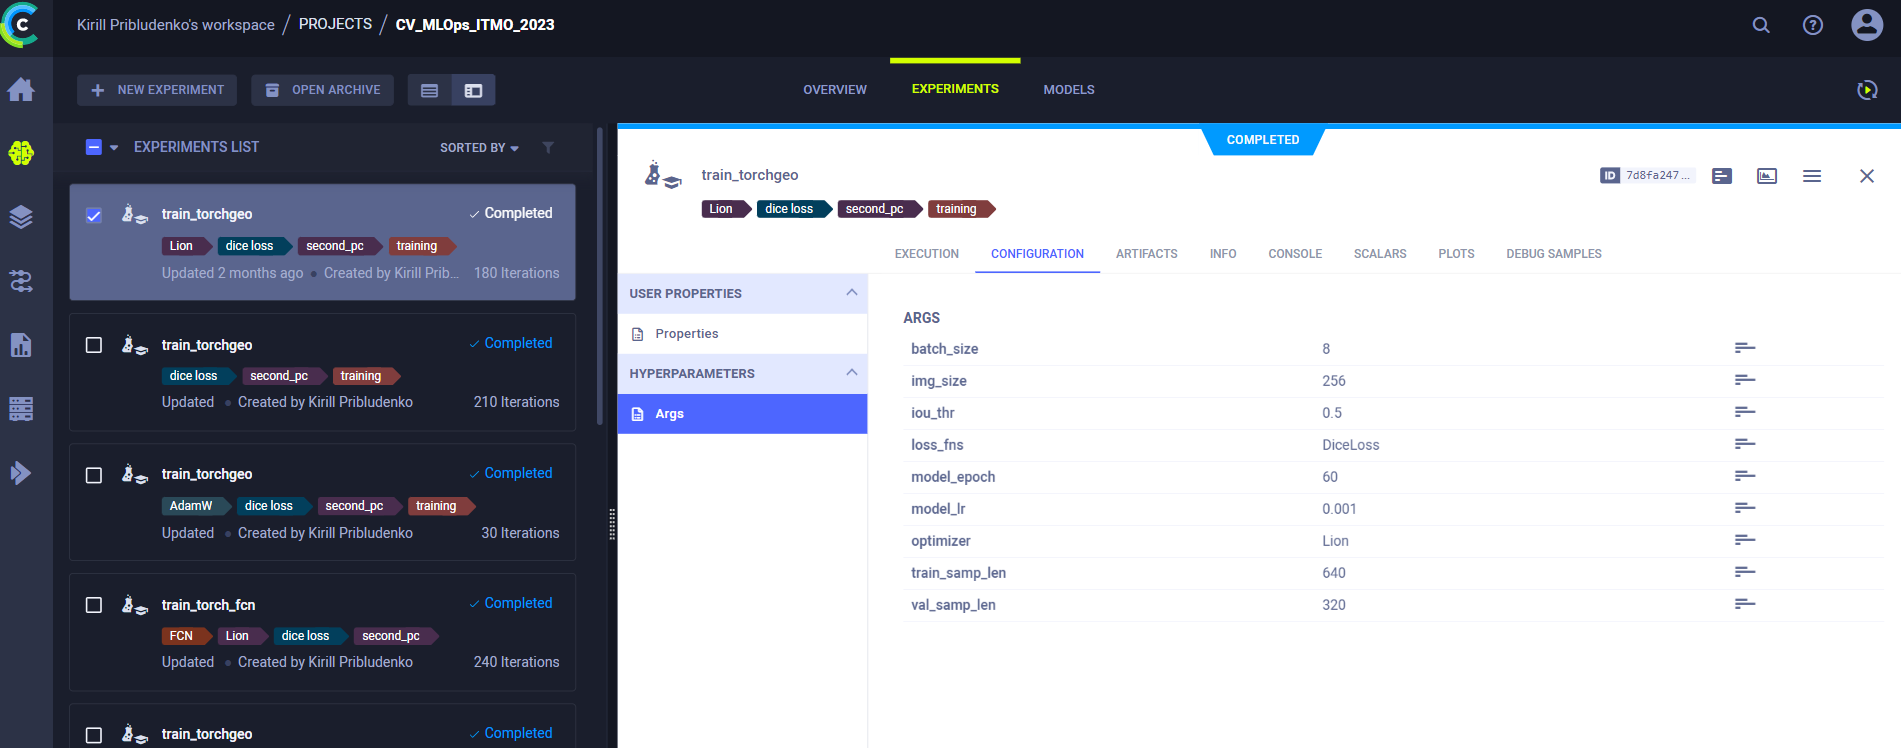 Kirill Pribludenko's workspace / PROJECTS / CV_MLOps_ITMO_2023
NEW EXPERIMENT OPEN ARCHIVE OVERVIEW EXPERIMENTS MODELS
EXPERIMENTS LIST SORTED BY
train_torchgeo Completed
Lion dice loss second_pc training
Updated 2 months ago Created by Kirill Prib... 180 Iterations
train_torchgeo Completed
dice loss second_pc training
Updated Created by Kirill Pribludenko 210 Iterations
train_torchgeo Completed
AdamW dice loss second_pc training
Updated Created by Kirill Pribludenko 30 Iterations
train_torch_fcn Completed
FCN Lion dice loss second_pc
Updated Created by Kirill Pribludenko 240 Iterations
train_torchgeo Completed
COMPLETED
train_torchgeo ID 7d8fa247...
Lion dice loss second_pc training
EXECUTION CONFIGURATION ARTIFACTS INFO CONSOLE SCALARS PLOTS DEBUG SAMPLES
USER PROPERTIES
Properties
HYPERPARAMETERS
Args
ARGS
batch_size 8
img_size 256
iou_thr 0.5
loss_fns DiceLoss
model_epoch 60
model_lr 0.001
optimizer Lion
train_samp_len 640
val_samp_len 320